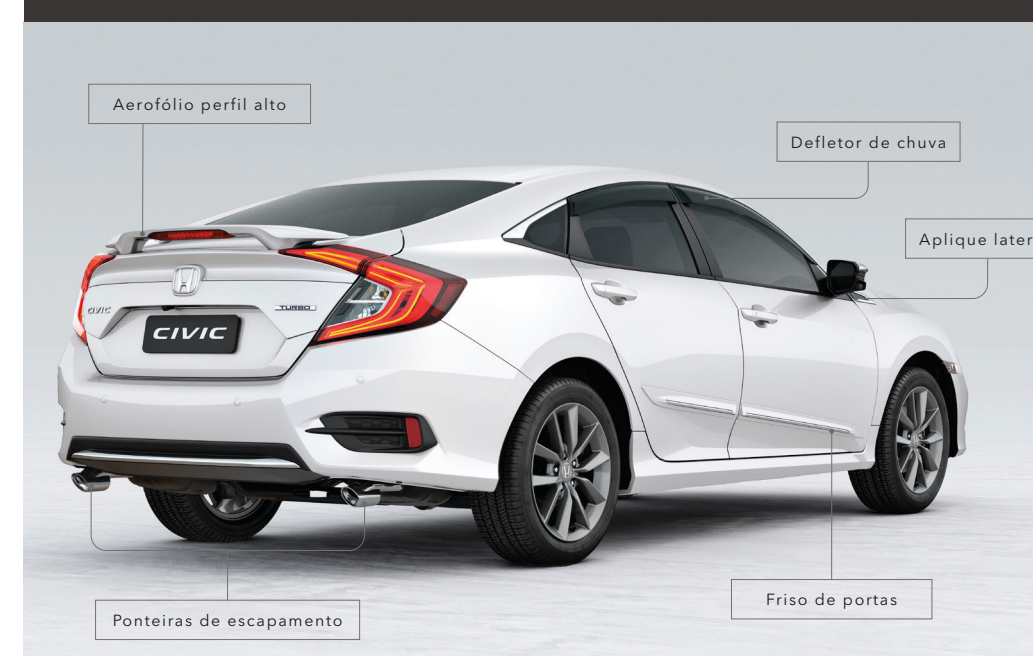 Aerofólio perfil alto
Defletor de chuva
Aplique later
CIVIC
TURBO
CIVIC
Friso de portas
Ponteiras de escapamento